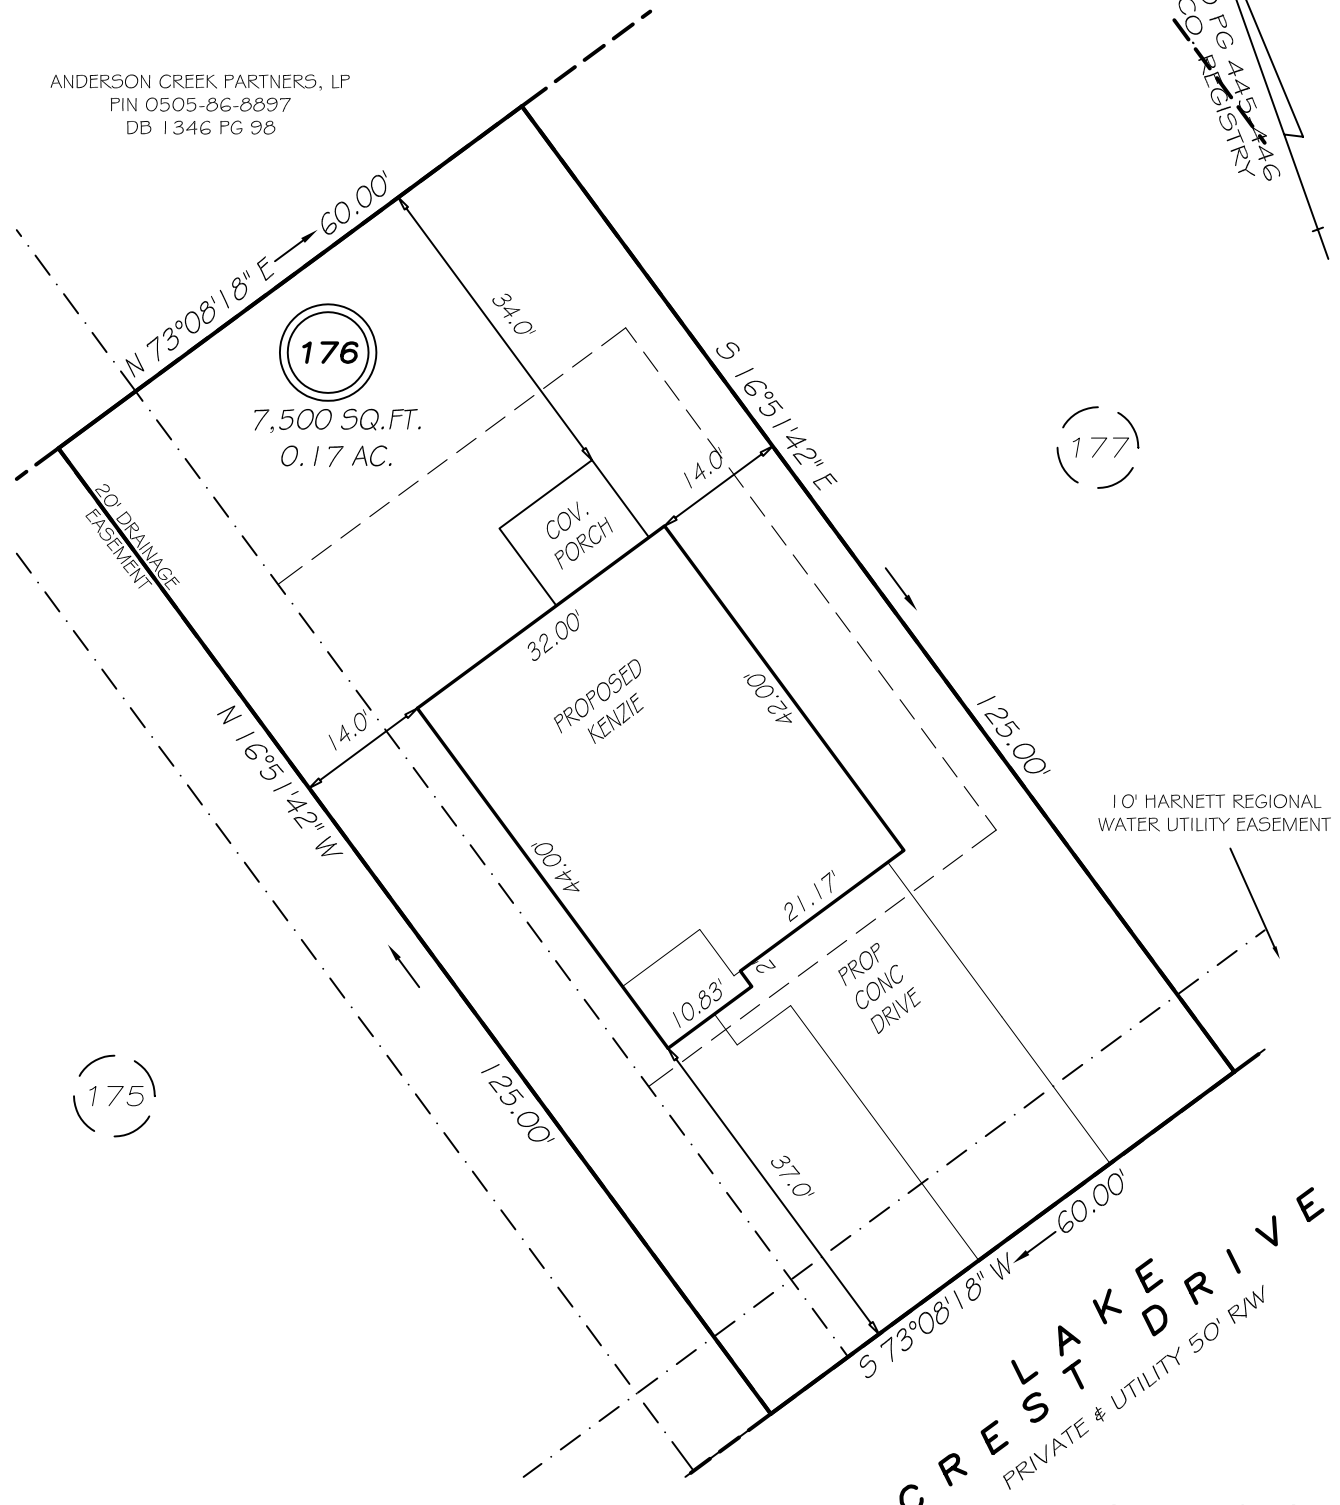 PG 445-446
CO. REGISTRY
ANDERSON CREEK PARTNERS, LP
PIN 0505-86-8897
DB 1346 PG 98
N 73°08'18" E
60.00'
176
7,500 SQ.FT.
0.17 AC.
34.0'
S 16°51'42" E
177
14.0'
20' DRAINAGE
EASEMENT
COV.
PORCH
32.00'
PROPOSED
KENZIE
42.00'
14.0'
N 16°51'42" W
125.00'
10' HARNETT REGIONAL
WATER UTILITY EASEMENT
44.00'
21.17'
2'
10.83'
PROP
CONC
DRIVE
175
125.00'
37.0'
60.00'
S 73°08'18" W
LAKE
CREST DRIVE
PRIVATE & UTILITY 50' R/W